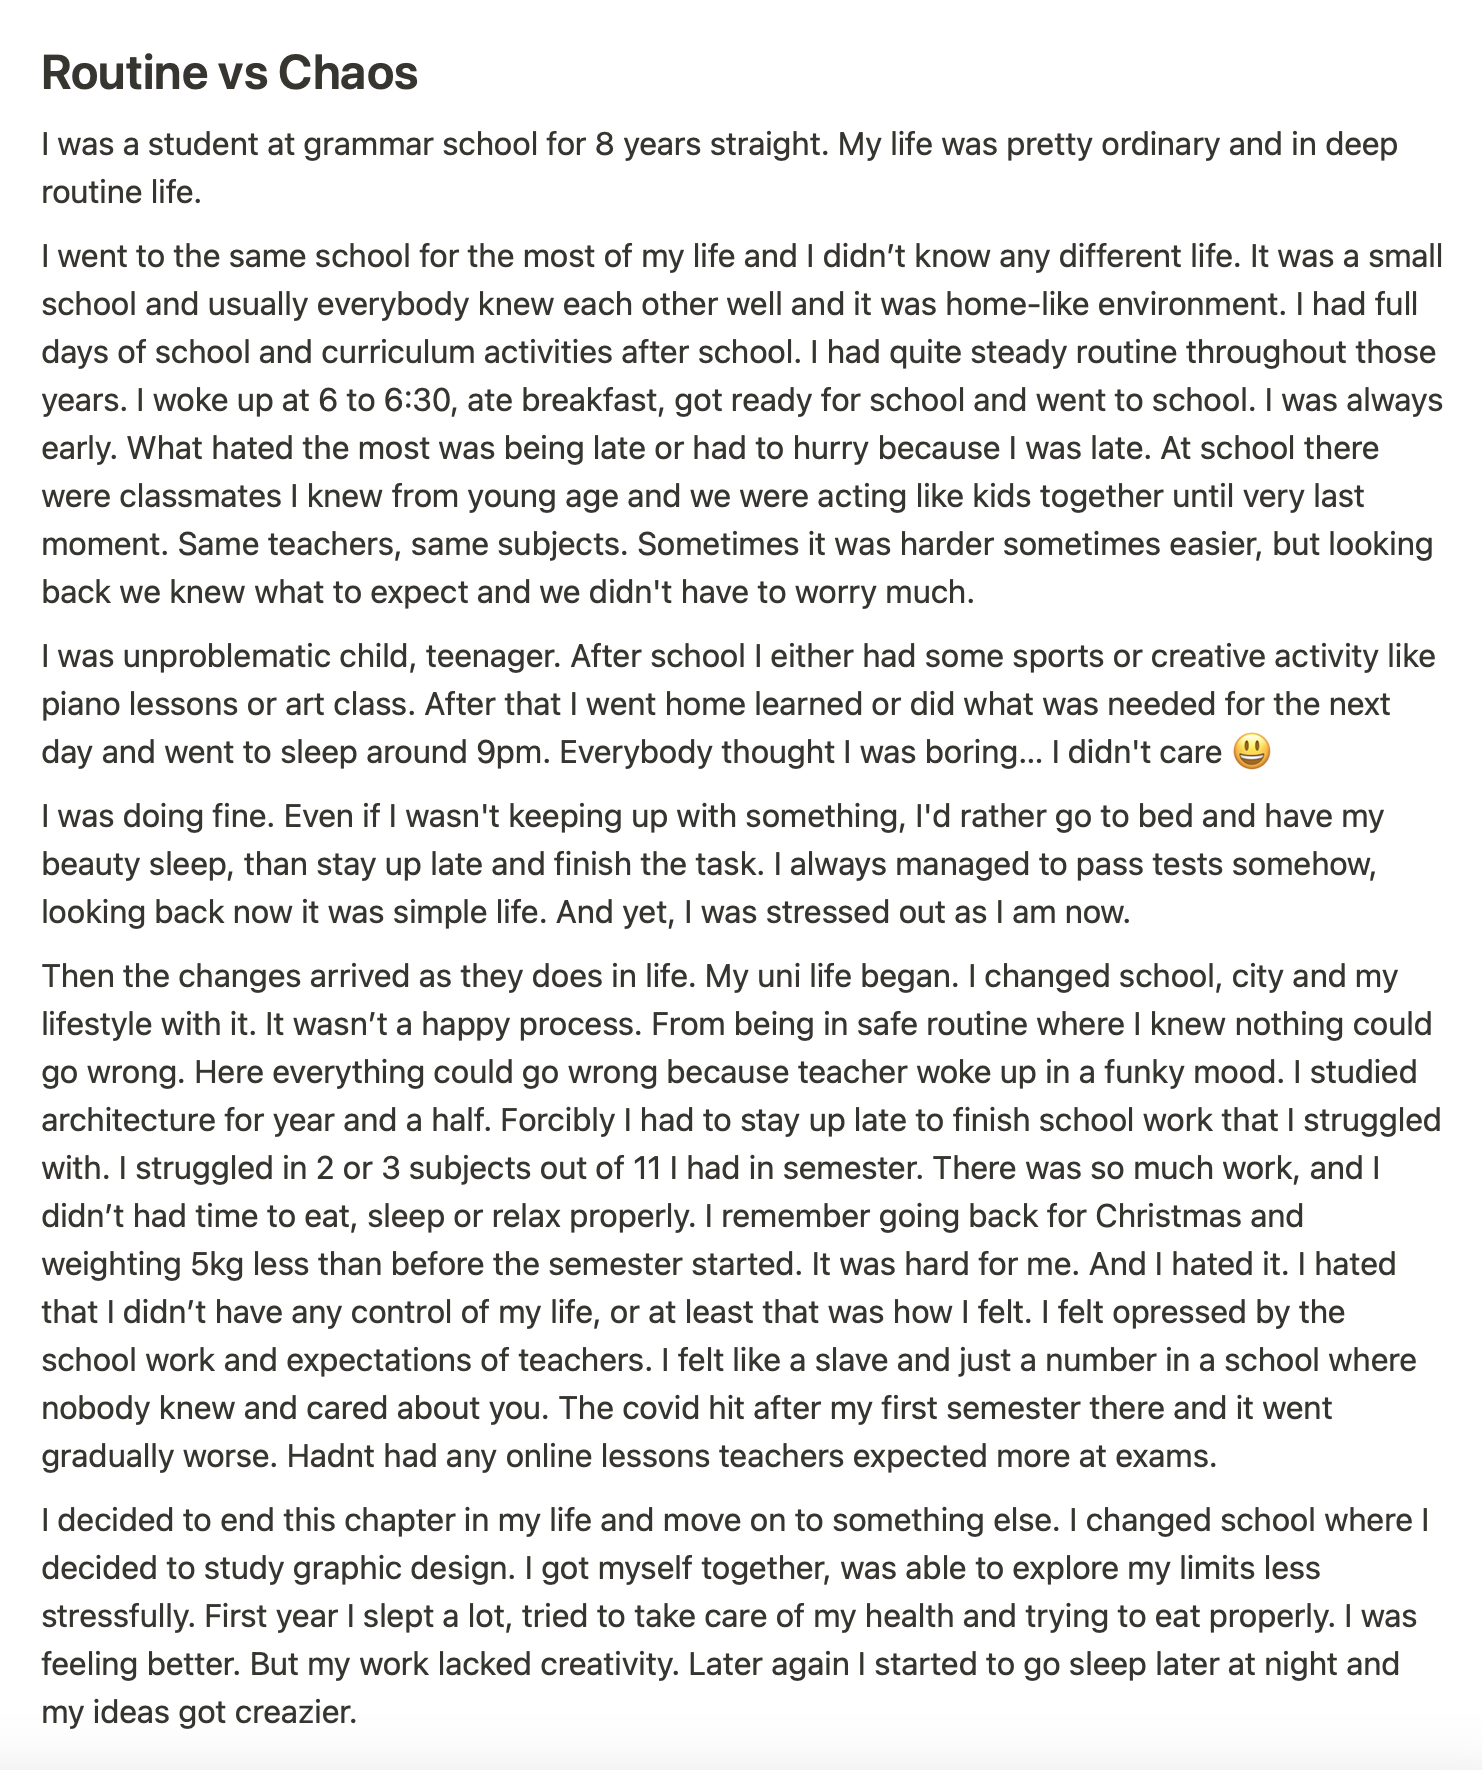 Routine vs Chaos
I was a student at grammar school for 8 years straight. My life was pretty ordinary and in deep
routine life.
I went to the same school for the most of my life and I didn’t know any different life. It was a small
school and usually everybody knew each other well and it was home-like environment. I had full
days of school and curriculum activities after school. I had quite steady routine throughout those
years. I woke up at 6 to 6:30, ate breakfast, got ready for school and went to school. I was always
early. What hated the most was being late or had to hurry because I was late. At school there
were classmates I knew from young age and we were acting like kids together until very last
moment. Same teachers, same subjects. Sometimes it was harder sometimes easier, but looking
back we knew what to expect and we didn't have to worry much.
I was unproblematic child, teenager. After school I either had some sports or creative activity like
piano lessons or art class. After that I went home learned or did what was needed for the next
day and went to sleep around 9pm. Everybody thought I was boring... I didn't care 😃
I was doing fine. Even if I wasn't keeping up with something, I'd rather go to bed and have my
beauty sleep, than stay up late and finish the task. I always managed to pass tests somehow,
looking back now it was simple life. And yet, I was stressed out as I am now.
Then the changes arrived as they does in life. My uni life began. I changed school, city and my
lifestyle with it. It wasn’t a happy process. From being in safe routine where I knew nothing could
go wrong. Here everything could go wrong because teacher woke up in a funky mood. I studied
architecture for year and a half. Forcibly I had to stay up late to finish school work that I struggled
with. I struggled in 2 or 3 subjects out of 11 I had in semester. There was so much work, and I
didn’t had time to eat, sleep or relax properly. I remember going back for Christmas and
weighting 5kg less than before the semester started. It was hard for me. And I hated it. I hated
that I didn’t have any control of my life, or at least that was how I felt. I felt opressed by the
school work and expectations of teachers. I felt like a slave and just a number in a school where
nobody knew and cared about you. The covid hit after my first semester there and it went
gradually worse. Hadnt had any online lessons teachers expected more at exams.
I decided to end this chapter in my life and move on to something else. I changed school where I
decided to study graphic design. I got myself together, was able to explore my limits less
stressfully. First year I slept a lot, tried to take care of my health and trying to eat properly. I was
feeling better. But my work lacked creativity. Later again I started to go sleep later at night and
my ideas got creazier.